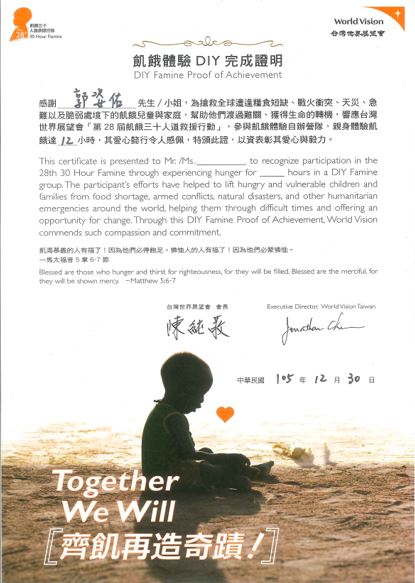 飢餓三十
人道救援行動
28th 30 Hour Famine
World Vision
台灣世界展望會
飢餓體驗 DIY 完成證明
DIY Famine Proof of Achievement
感謝 郭姿佑 先生 / 小姐,為搶救全球遭逢糧食短缺、戰火衝突、天災、急
難以及脆弱處境下的飢餓兒童與家庭,幫助他們渡過難關、獲得生命的轉機,響應台灣
世界展望會「第 28 屆飢餓三十人道救援行動」,參與飢餓體驗自辦營隊,親身體驗飢
餓達 12 小時,其愛心懿行令人感佩,特頒此證,以資表彰其愛心與毅力。
This certificate is presented to Mr. /Ms.__________ to recognize participation in the
28th 30 Hour Famine through experiencing hunger for _____ hours in a DIY Famine
group. The participant's efforts have helped to lift hungry and vulnerable children and
families from food shortage, armed conflicts, natural disasters, and other humanitarian
emergencies around the world, helping them through difficult times and offering an
opportunity for change. Through this DIY Famine Proof of Achievement, World Vision
commends such compassion and commitment.
飢渴慕義的人有福了!因為他們必得飽足。憐恤人的人有福了!因為他們必蒙憐恤。
—馬太福音 5 章 6-7 節
Blessed are those who hunger and thirst for righteousness, for they will be filled. Blessed are the merciful, for
they will be shown mercy. ~Matthew 5:6-7
台灣世界展望會 會長
Executive Director, World Vision Taiwan
陳維義
中華民國 105 年 12 月 30 日
Together
We Will
[齊飢再造奇蹟!]